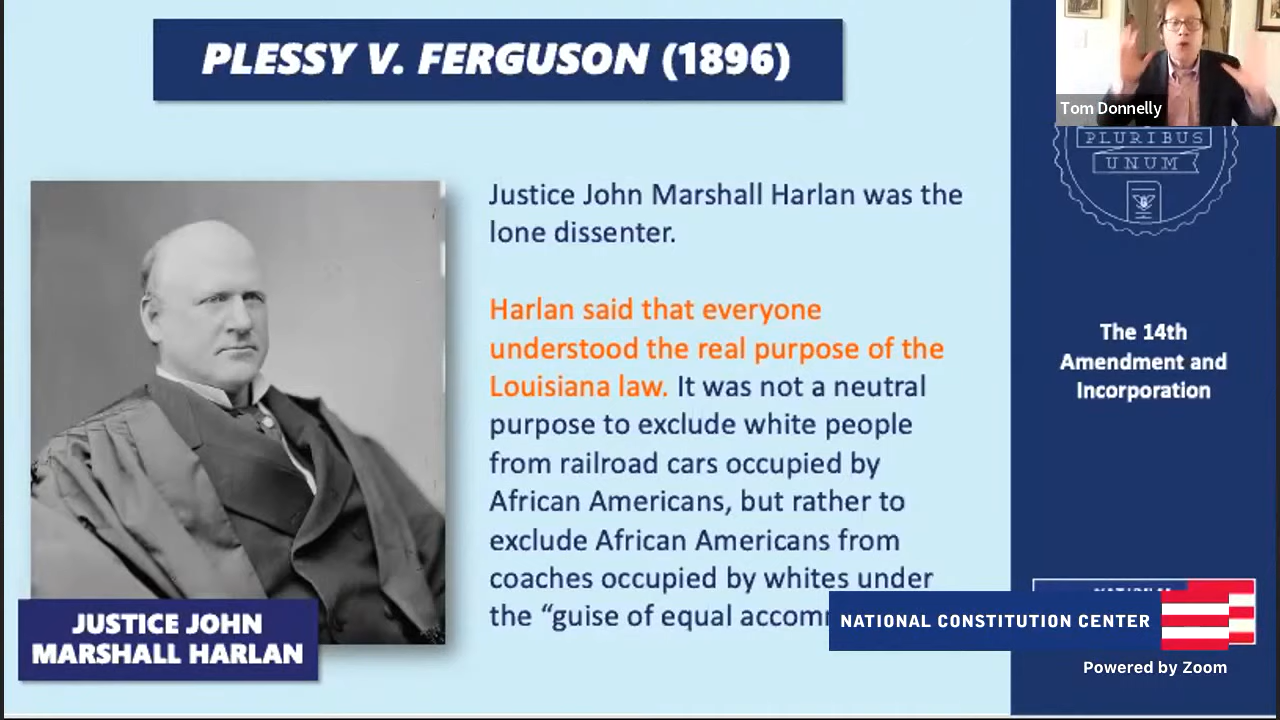 PLESSY V. FERGUSON (1896)
Tom Donnelly
PLURIBUS
UNUM
Justice John Marshall Harlan was the
lone dissenter.
Harlan said that everyone
understood the real purpose of the
Louisiana law. It was not a neutral
purpose to exclude white people
from railroad cars occupied by
African Americans, but rather to
exclude African Americans from
coaches occupied by whites under
the “guise of equal accom
JUSTICE JOHN
MARSHALL HARLAN
The 14th
Amendment and
Incorporation
NATIONAL CONSTITUTION CENTER
Powered by Zoom